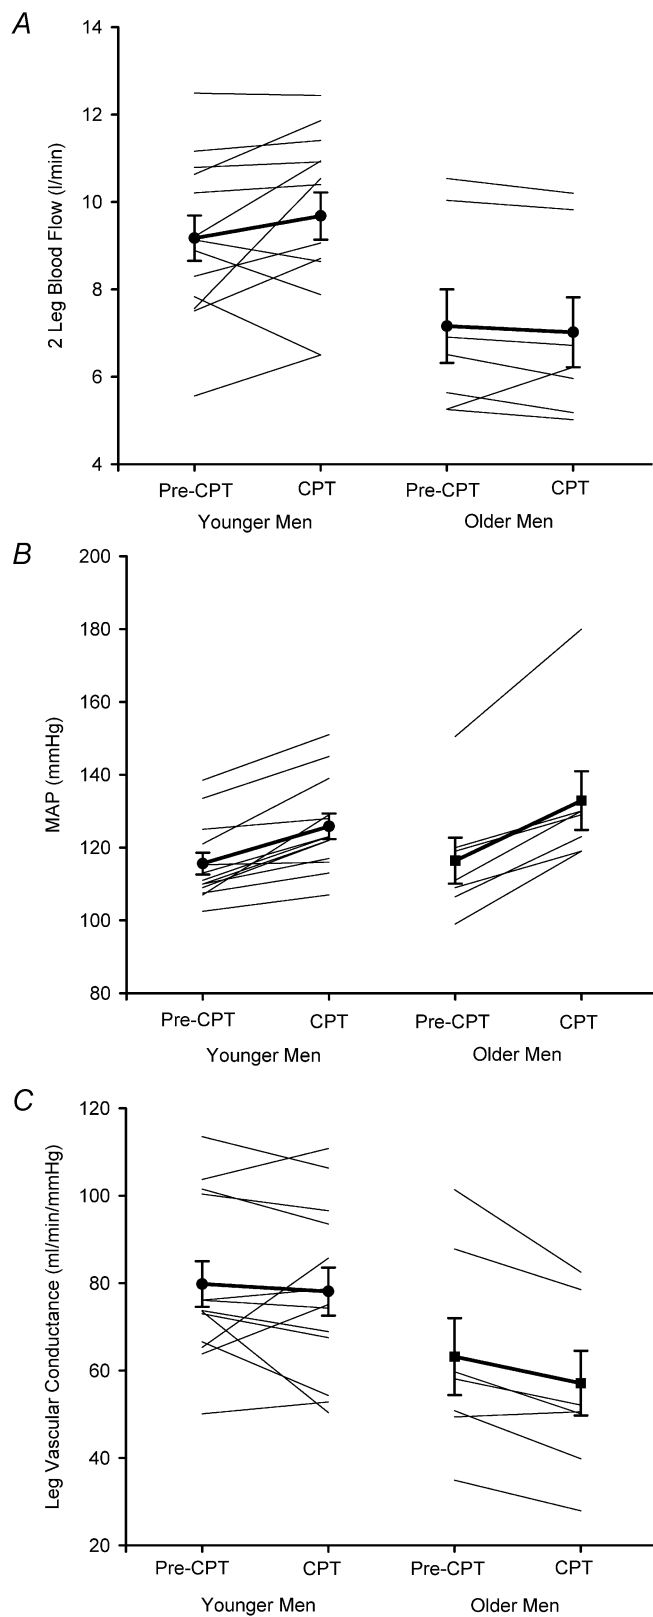 A
2 Leg Blood Flow (l/min)
14
12
10
8
6
4
Pre-CPT CPT Pre-CPT CPT
Younger Men Older Men
B
MAP (mmHg)
200
180
160
140
120
100
80
Pre-CPT CPT Pre-CPT CPT
Younger Men Older Men
C
Leg Vascular Conductance (ml/min/mmHg)
120
100
80
60
40
20
Pre-CPT CPT Pre-CPT CPT
Younger Men Older Men